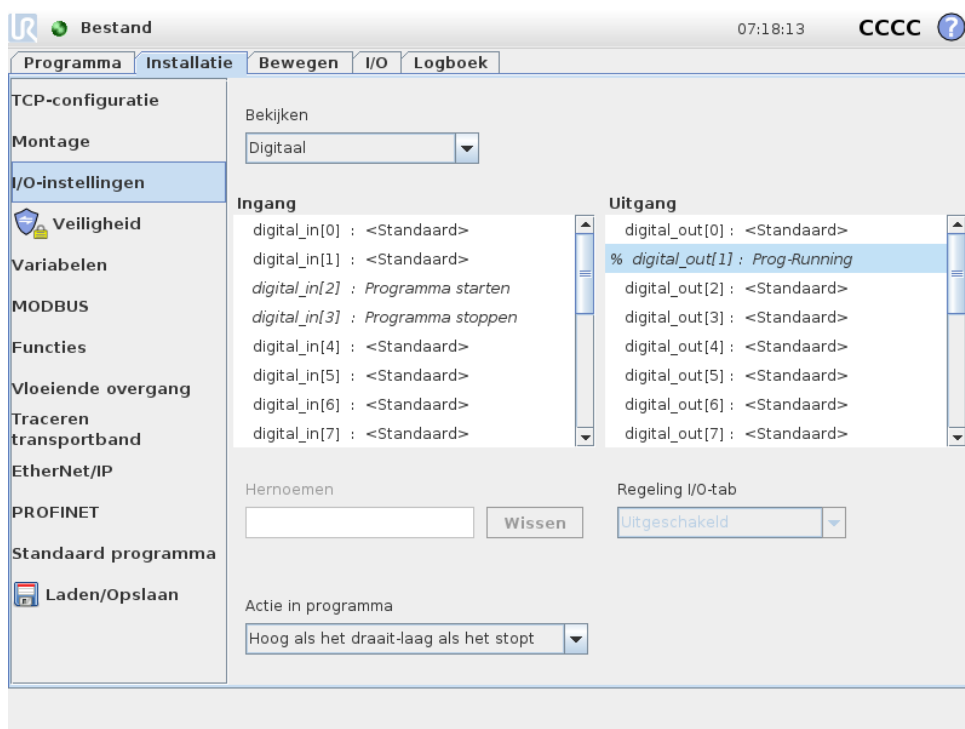 UR Bestand 07:18:13 CCCC ?
Programma Installatie Bewegen I/O Logboek
TCP-configuratie
Montage
I/O-instellingen
Veiligheid
Variabelen
MODBUS
Functies
Vloeiende overgang
Traceren
transportband
EtherNet/IP
PROFINET
Standaard programma
Laden/Opslaan
Bekijken
Digitaal
Ingang
digital_in[0] : <Standaard>
digital_in[1] : <Standaard>
digital_in[2] : Programma starten
digital_in[3] : Programma stoppen
digital_in[4] : <Standaard>
digital_in[5] : <Standaard>
digital_in[6] : <Standaard>
digital_in[7] : <Standaard>
Uitgang
digital_out[0] : <Standaard>
% digital_out[1] : Prog-Running
digital_out[2] : <Standaard>
digital_out[3] : <Standaard>
digital_out[4] : <Standaard>
digital_out[5] : <Standaard>
digital_out[6] : <Standaard>
digital_out[7] : <Standaard>
Hernoemen
Wissen
Regeling I/O-tab
Uitgeschakeld
Actie in programma
Hoog als het draait-laag als het stopt